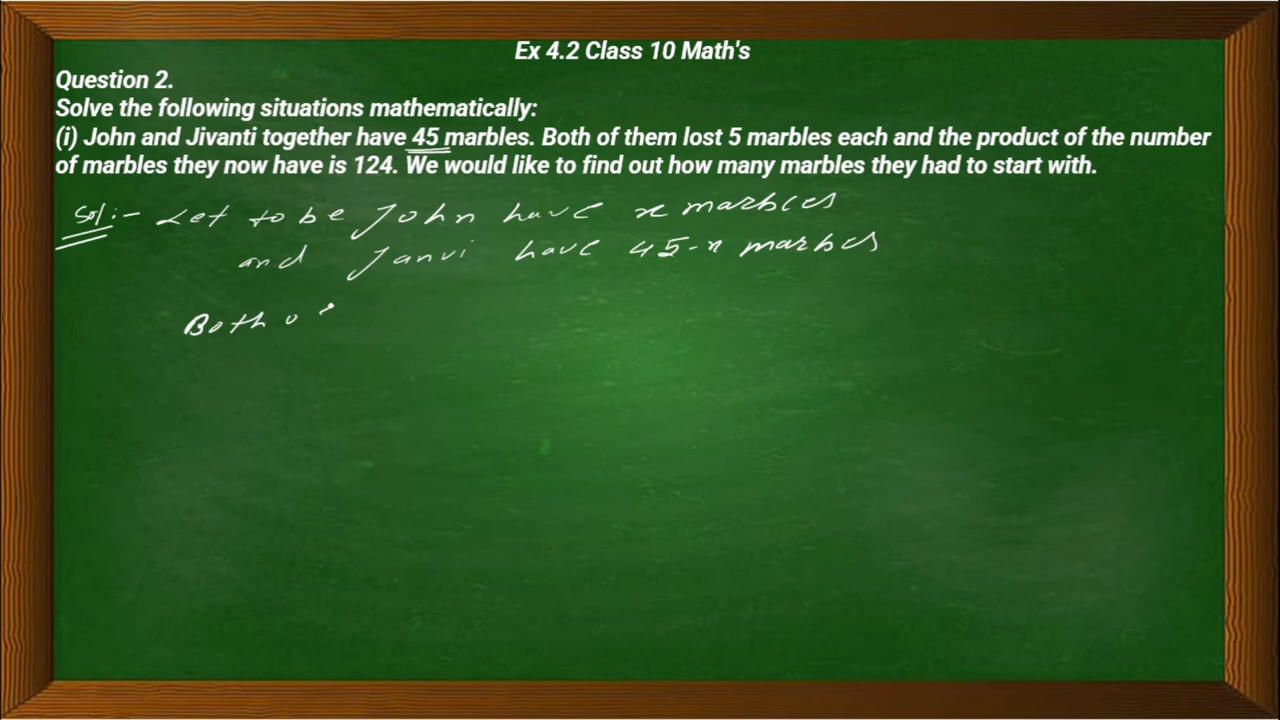 Ex 4.2 Class 10 Math's
Question 2.
Solve the following situations mathematically:
(i) John and Jivanti together have 45 marbles. Both of them lost 5 marbles each and the product of the number
of marbles they now have is 124. We would like to find out how many marbles they had to start with.
Sol:- Let to be John have x marbles
and Janvi have 45-x marbles
Both